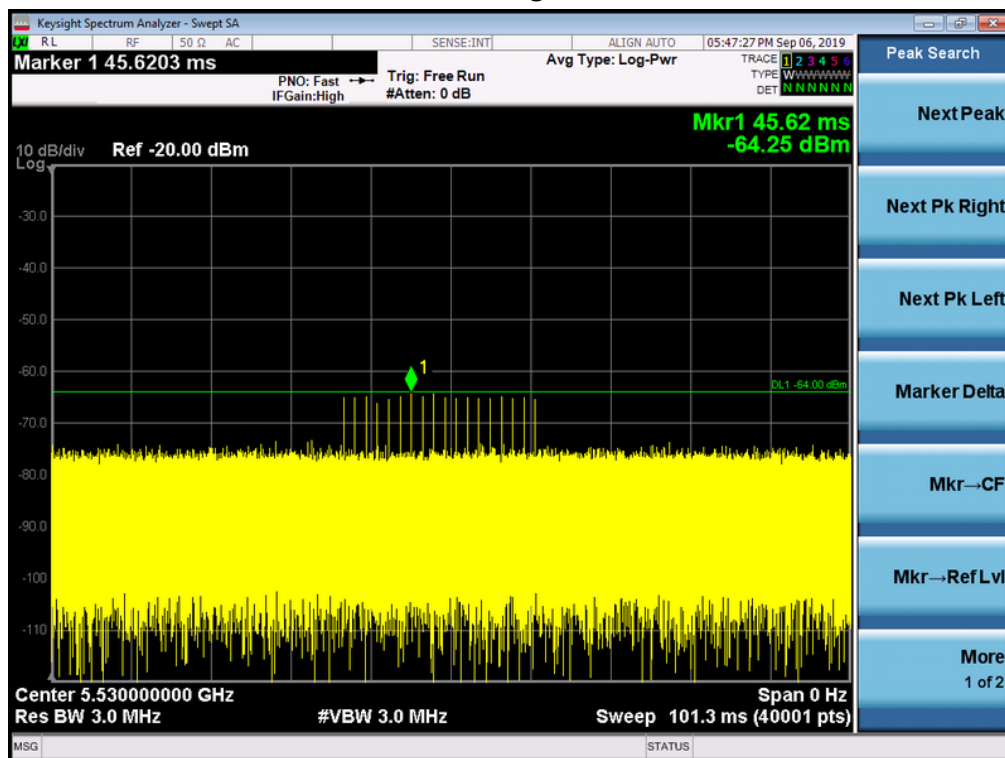 Keysight Spectrum Analyzer - Swept SA
LXI RL RF 50 Ω AC SENSE:INT ALIGN AUTO 05:47:27 PM Sep 06, 2019
Marker 1 45.6203 ms
PNO: Fast
IFGain:High
Trig: Free Run
#Atten: 0 dB
Avg Type: Log-Pwr
TRACE 1 2 3 4 5 6
TYPE WWWWWW
DET N N N N N N
Mkr1 45.62 ms
-64.25 dBm
10 dB/div Ref -20.00 dBm
Log
-30.0
-40.0
-50.0
-60.0
1
DL1 -64.00 dBm
-70.0
-80.0
-90.0
-100
-110
Center 5.530000000 GHz Span 0 Hz
Res BW 3.0 MHz #VBW 3.0 MHz Sweep 101.3 ms (40001 pts)
MSG STATUS
Peak Search
Next Peak
Next Pk Right
Next Pk Left
Marker Delta
Mkr→CF
Mkr→Ref Lvl
More
1 of 2